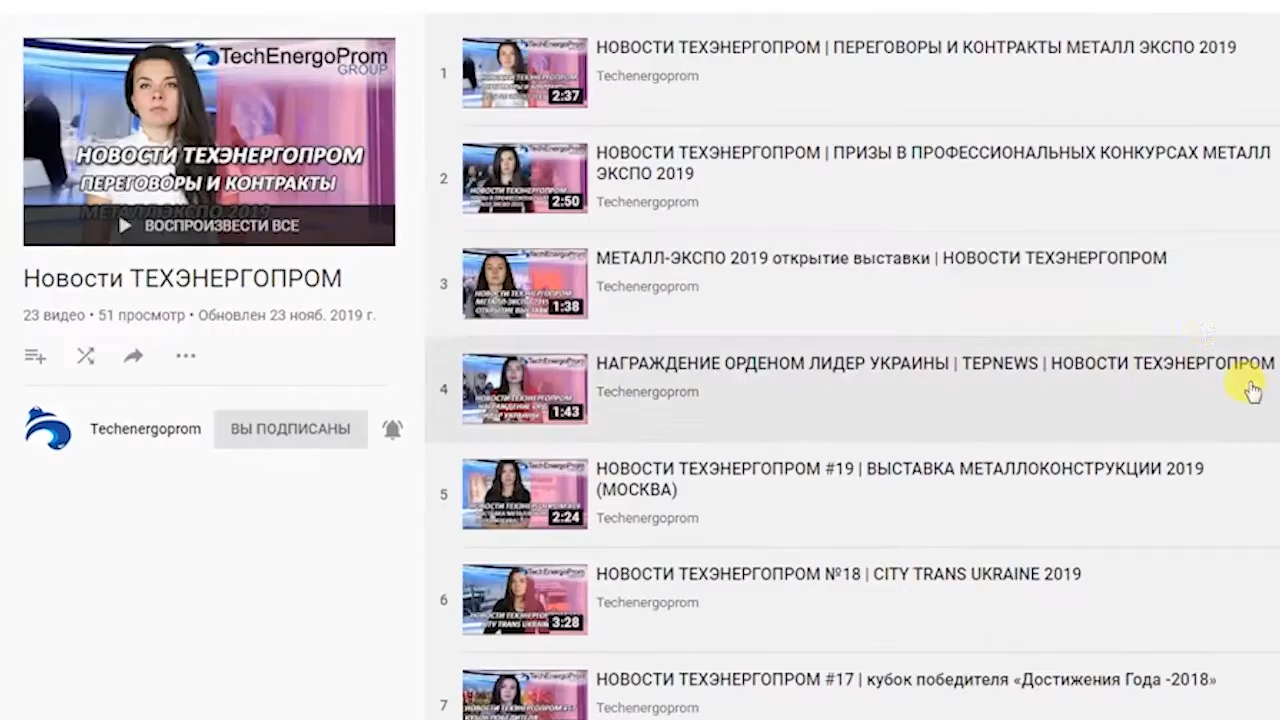 TechEnergoProm
GROUP
НОВОСТИ ТЕХЭНЕРГОПРОМ
ПЕРЕГОВОРЫ И КОНТРАКТЫ
МЕТАЛЛЭКСПО 2019
ВОСПРОИЗВЕСТИ ВСЕ
Новости ТЕХЭНЕРГОПРОМ
23 видео • 51 просмотр • Обновлен 23 нояб. 2019 г.
Techenergoprom
ВЫ ПОДПИСАНЫ
1
2:37
НОВОСТИ ТЕХЭНЕРГОПРОМ | ПЕРЕГОВОРЫ И КОНТРАКТЫ МЕТАЛЛ ЭКСПО 2019
Techenergoprom
2
2:50
НОВОСТИ ТЕХЭНЕРГОПРОМ | ПРИЗЫ В ПРОФЕССИОНАЛЬНЫХ КОНКУРСАХ МЕТАЛЛ
ЭКСПО 2019
Techenergoprom
3
1:38
МЕТАЛЛ-ЭКСПО 2019 открытие выставки | НОВОСТИ ТЕХЭНЕРГОПРОМ
Techenergoprom
4
1:43
НАГРАЖДЕНИЕ ОРДЕНОМ ЛИДЕР УКРАИНЫ | TEPNEWS | НОВОСТИ ТЕХЭНЕРГОПРОМ
Techenergoprom
5
2:24
НОВОСТИ ТЕХЭНЕРГОПРОМ #19 | ВЫСТАВКА МЕТАЛЛОКОНСТРУКЦИИ 2019
(МОСКВА)
Techenergoprom
6
3:28
НОВОСТИ ТЕХЭНЕРГОПРОМ №18 | CITY TRANS UKRAINE 2019
Techenergoprom
7
НОВОСТИ ТЕХЭНЕРГОПРОМ #17 | кубок победителя «Достижения Года -2018»
Techenergoprom